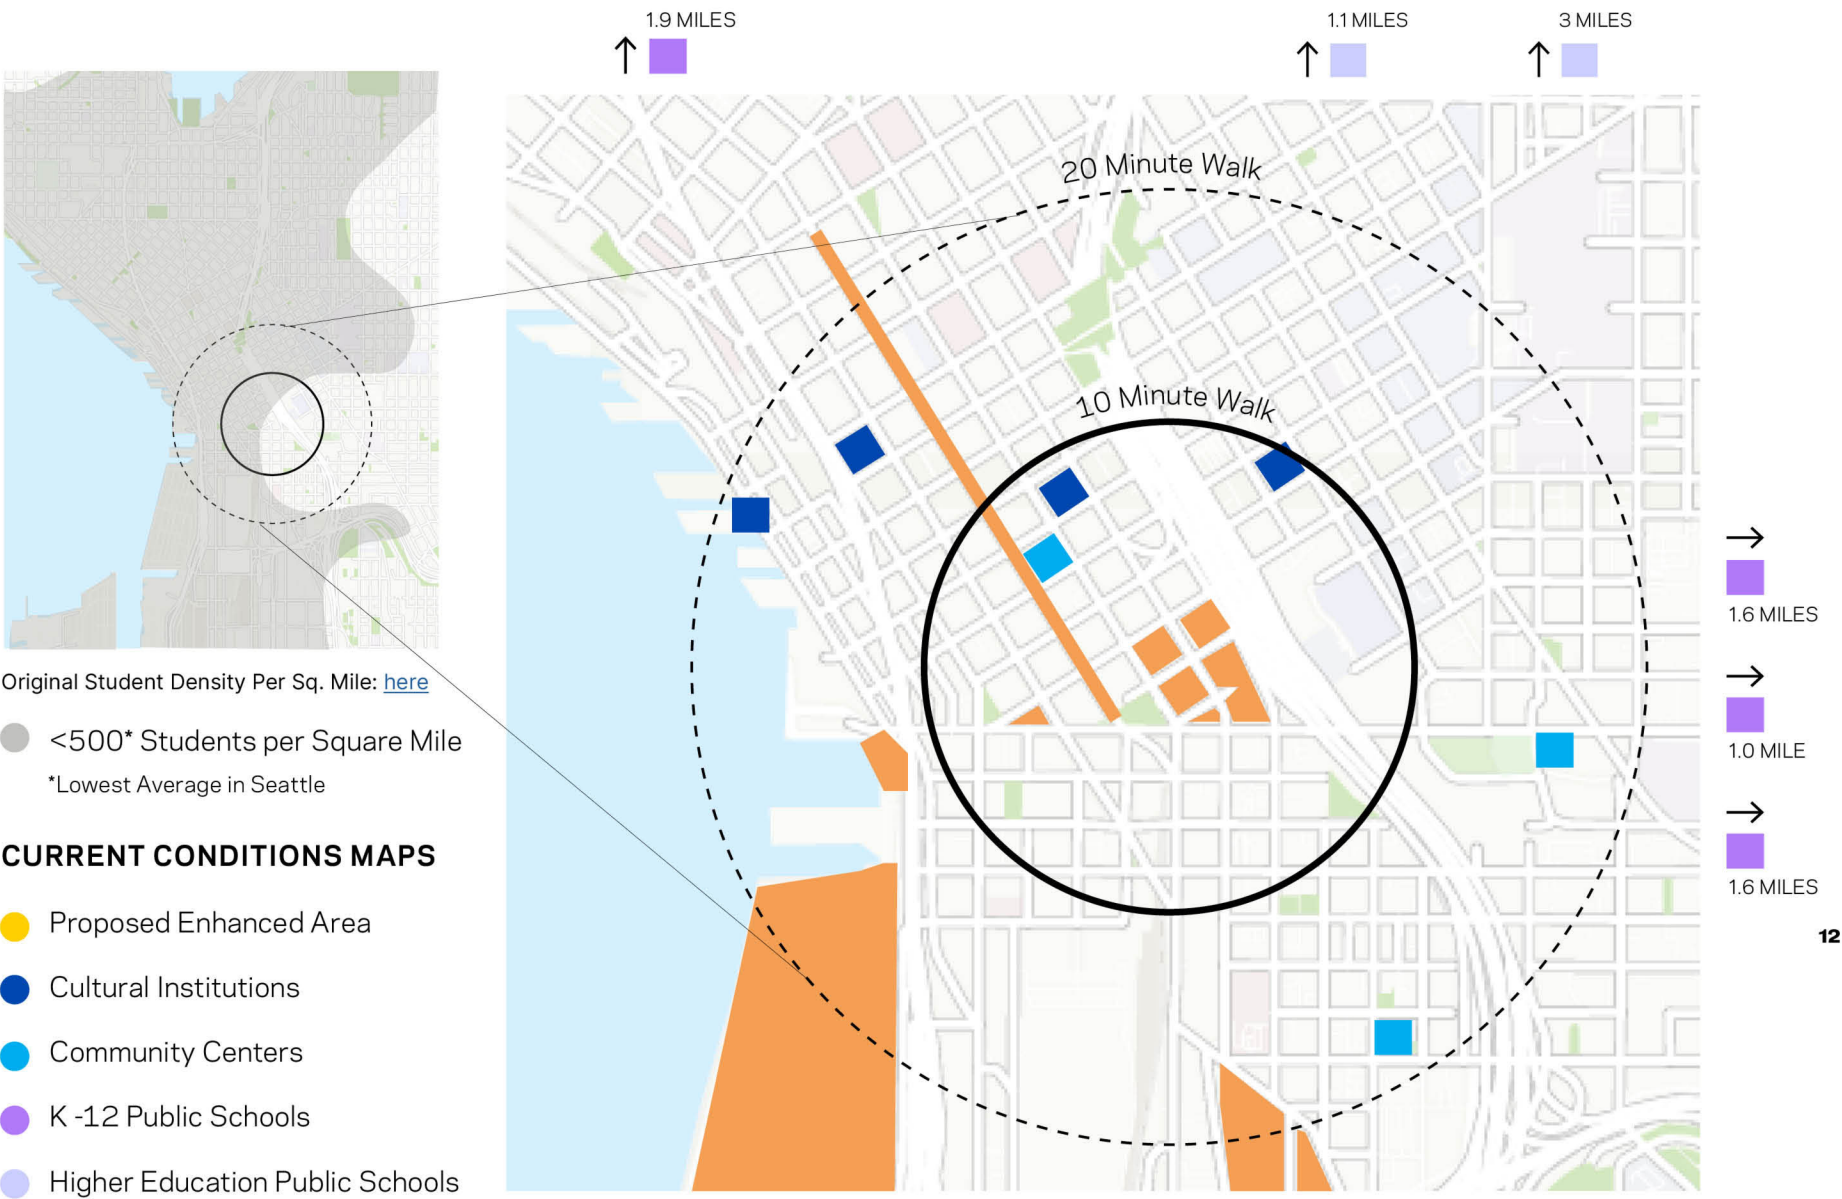 1.9 MILES
1.1 MILES
3 MILES
20 Minute Walk
10 Minute Walk
1.6 MILES
1.0 MILE
1.6 MILES
Original Student Density Per Sq. Mile: here
<500* Students per Square Mile
*Lowest Average in Seattle
CURRENT CONDITIONS MAPS
Proposed Enhanced Area
Cultural Institutions
Community Centers
K -12 Public Schools
Higher Education Public Schools
12